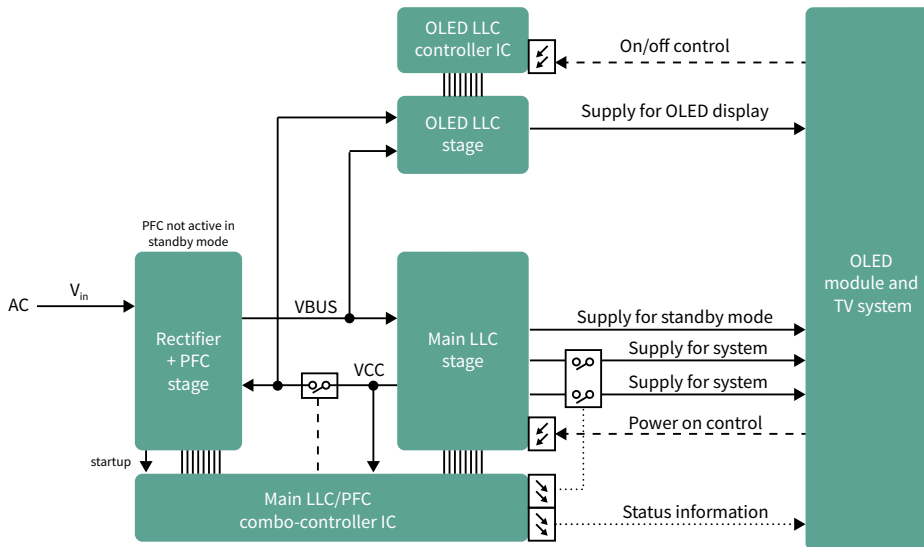 OLED LLC
controller IC
On/off control
OLED LLC
stage
Supply for OLED display
PFC not active in
standby mode
AC
Vin
Rectifier
+ PFC
stage
VBUS
VCC
Main LLC
stage
Supply for standby mode
Supply for system
Supply for system
Power on control
OLED
module and
TV system
startup
Main LLC/PFC
combo-controller IC
Status information